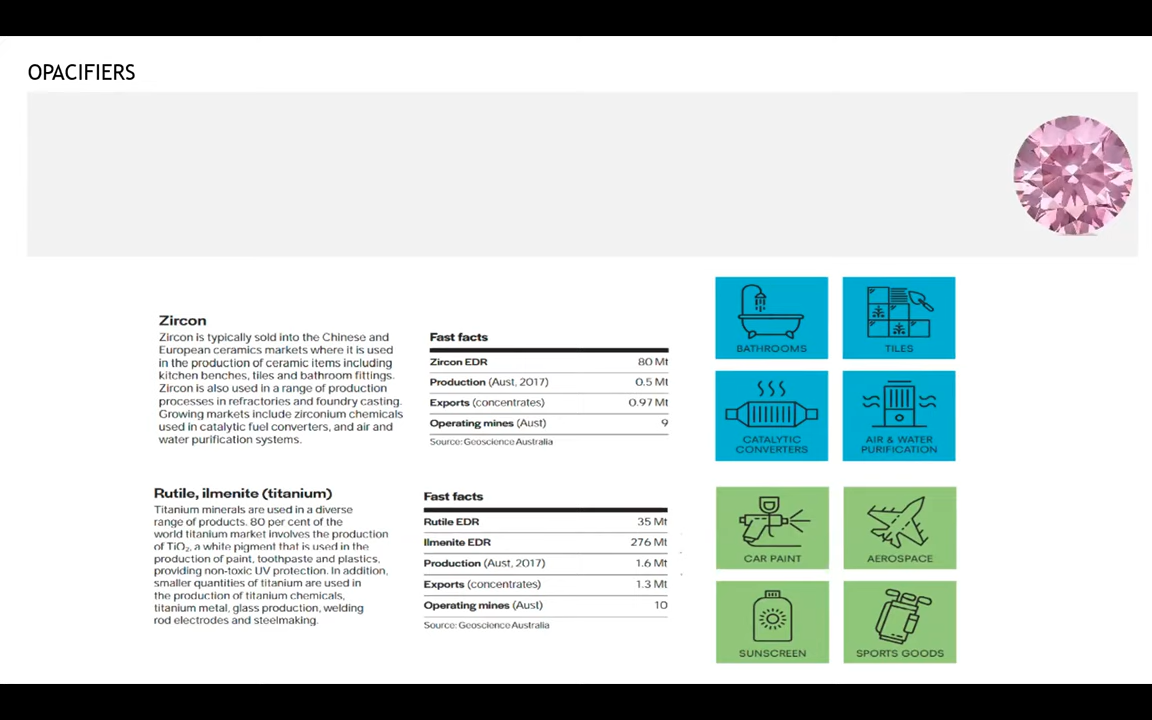 OPACIFIERS
Zircon
Zircon is typically sold into the Chinese and
European ceramics markets where it is used
in the production of ceramic items including
kitchen benches, tiles and bathroom fittings.
Zircon is also used in a range of production
processes in refractories and foundry casting.
Growing markets include zirconium chemicals
used in catalytic fuel converters, and air and
water purification systems.
Fast facts
Zircon EDR 80 Mt
Production (Aust, 2017) 0.5 Mt
Exports (concentrates) 0.97 Mt
Operating mines (Aust) 9
Source: Geoscience Australia
BATHROOMS
TILES
CATALYTIC
CONVERTERS
AIR & WATER
PURIFICATION
Rutile, ilmenite (titanium)
Titanium minerals are used in a diverse
range of products. 80 per cent of the
world titanium market involves the production
of TiO₂, a white pigment that is used in the
production of paint, toothpaste and plastics,
providing non-toxic UV protection. In addition,
smaller quantities of titanium are used in
the production of titanium chemicals,
titanium metal, glass production, welding
rod electrodes and steelmaking.
Fast facts
Rutile EDR 35 Mt
Ilmenite EDR 276 Mt
Production (Aust, 2017) 1.6 Mt
Exports (concentrates) 1.3 Mt
Operating mines (Aust) 10
Source: Geoscience Australia
CAR PAINT
AEROSPACE
SUNSCREEN
SPORTS GOODS